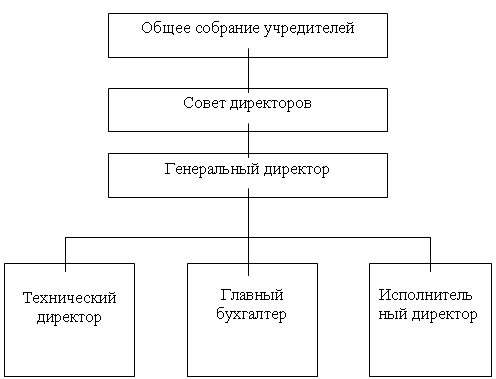 Общее собрание учредителей
Совет директоров
Генеральный директор
Технический
директор
Главный
бухгалтер
Исполнитель
ный директор